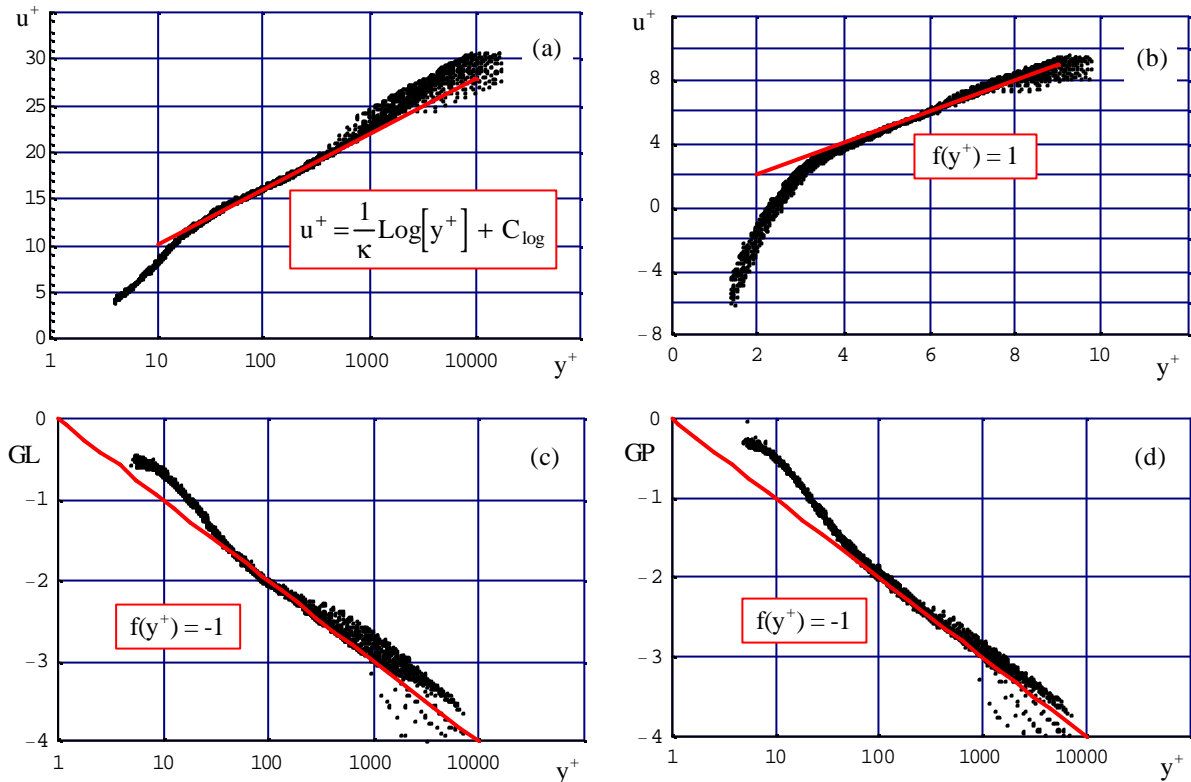 u+
(a)
30
25
20
15
10
5
0
u+ = 1/κ Log[y+] + Clog
1 10 100 1000 10000 y+
u+
(b)
8
4
0
−4
−8
f(y+) = 1
0 2 4 6 8 10 y+
0
GL
(c)
−1
−2
−3
−4
f(y+) = -1
1 10 100 1000 10000 y+
0
GP
(d)
−1
−2
−3
−4
f(y+) = -1
1 10 100 1000 10000 y+